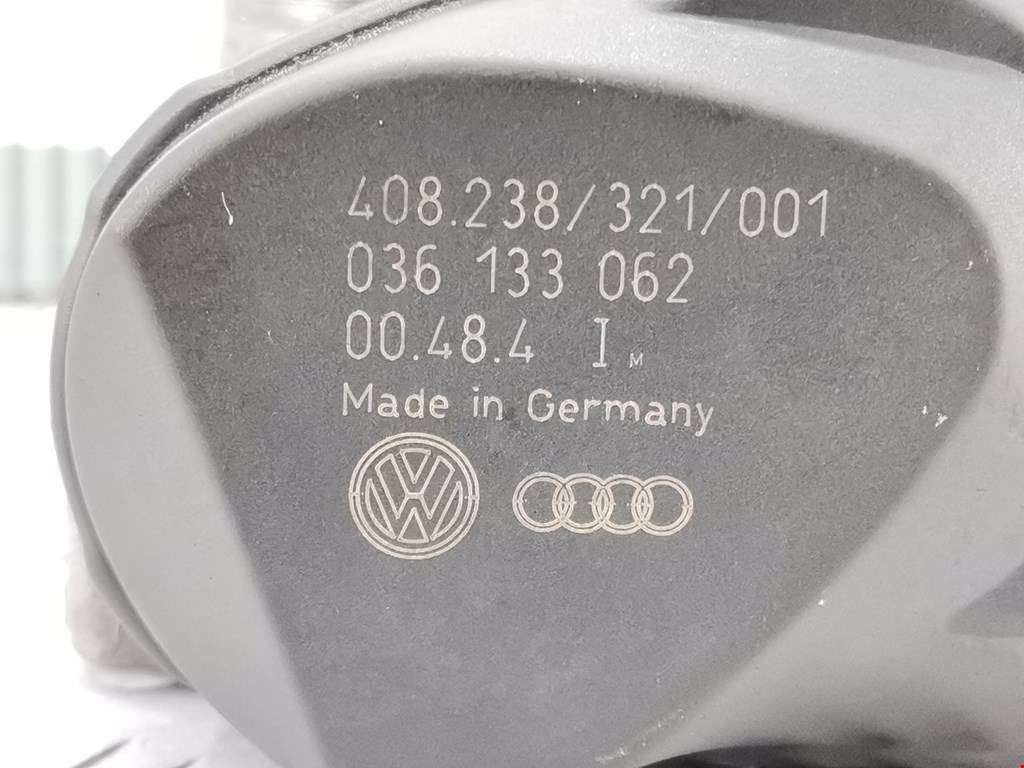 408.238/321/001
036 133 062
00.48.4 I M
Made in Germany